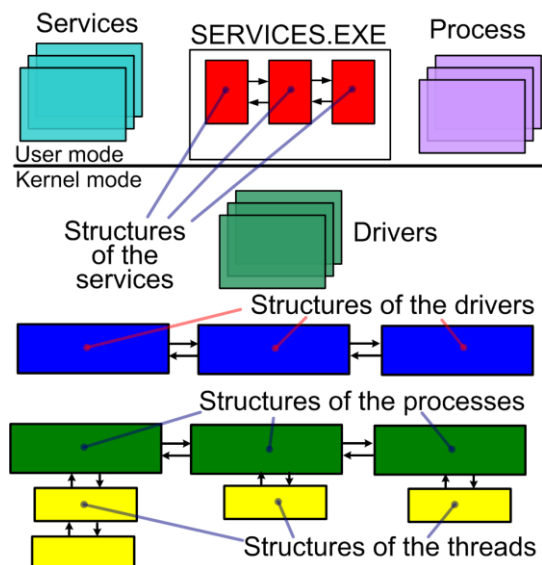 Services
SERVICES.EXE
Process
User mode
Kernel mode
Structures
of the
services
Drivers
Structures of the drivers
Structures of the processes
Structures of the threads